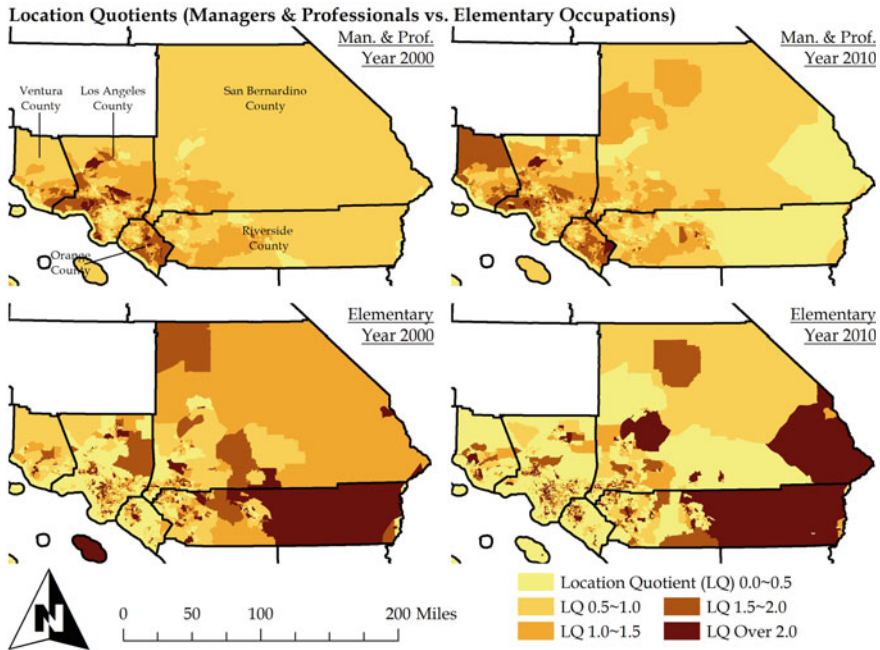 Location Quotients (Managers & Professionals vs. Elementary Occupations)
Man. & Prof.
Year 2000
Ventura
County
Los Angeles
County
San Bernardino
County
Riverside
County
Orange
County
Man. & Prof.
Year 2010
Elementary
Year 2000
Elementary
Year 2010
N
0 50 100 200 Miles
Location Quotient (LQ) 0.0~0.5
LQ 0.5~1.0
LQ 1.0~1.5
LQ 1.5~2.0
LQ Over 2.0